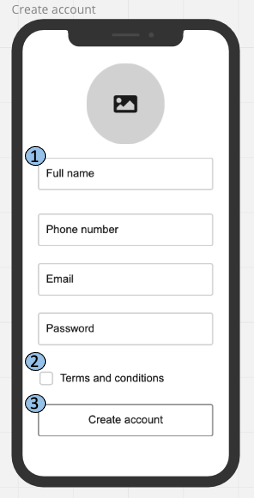 Create account
1
Full name
Phone number
Email
Password
2
Terms and conditions
3
Create account